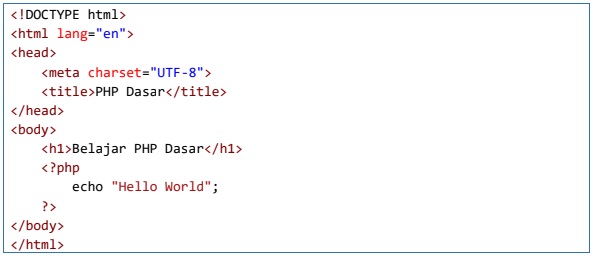 <!DOCTYPE html>
<html lang="en">
<head>
    <meta charset="UTF-8">
    <title>PHP Dasar</title>
</head>
<body>
    <h1>Belajar PHP Dasar</h1>
    <?php
        echo "Hello World";
    ?>
</body>
</html>